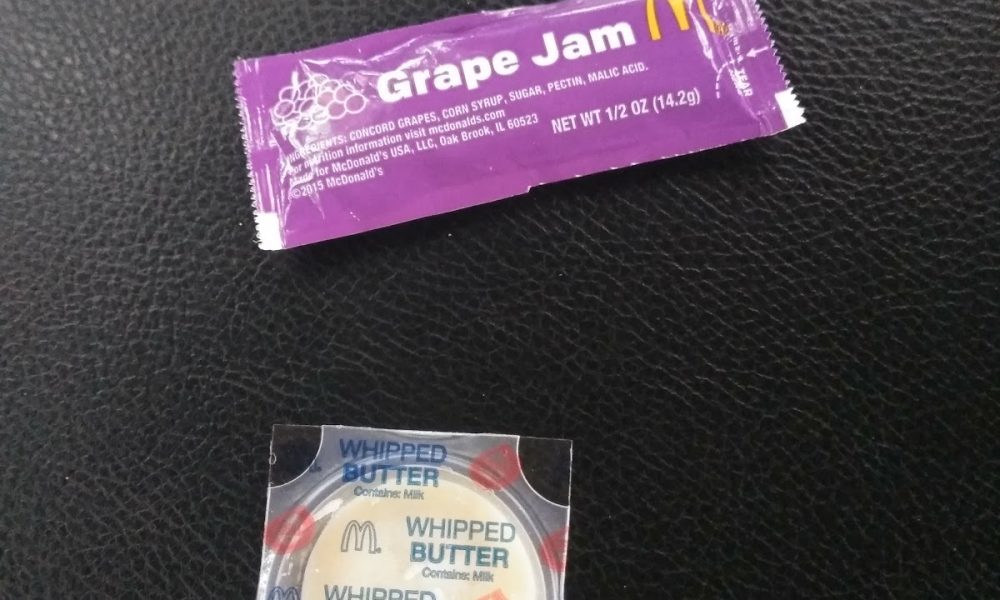 Grape Jam
INGREDIENTS: CONCORD GRAPES, CORN SYRUP, SUGAR, PECTIN, MALIC ACID.
For nutrition information visit mcdonalds.com
Made for McDonald's USA, LLC, Oak Brook, IL 60523
©2015 McDonald's
NET WT 1/2 OZ (14.2g)
TEAR
WHIPPED
BUTTER
Contains: Milk
WHIPPED
BUTTER
Contains: Milk
WHIPPED